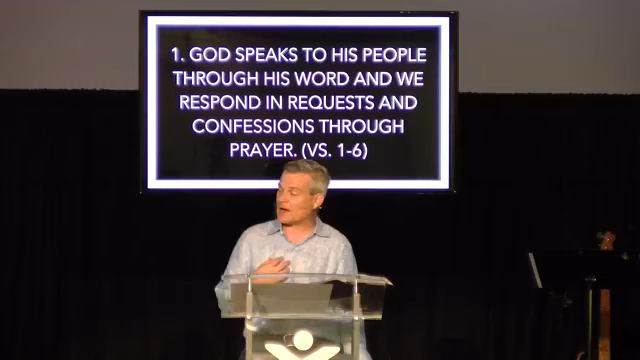 1. GOD SPEAKS TO HIS PEOPLE
THROUGH HIS WORD AND WE
RESPOND IN REQUESTS AND
CONFESSIONS THROUGH
PRAYER. (VS. 1-6)